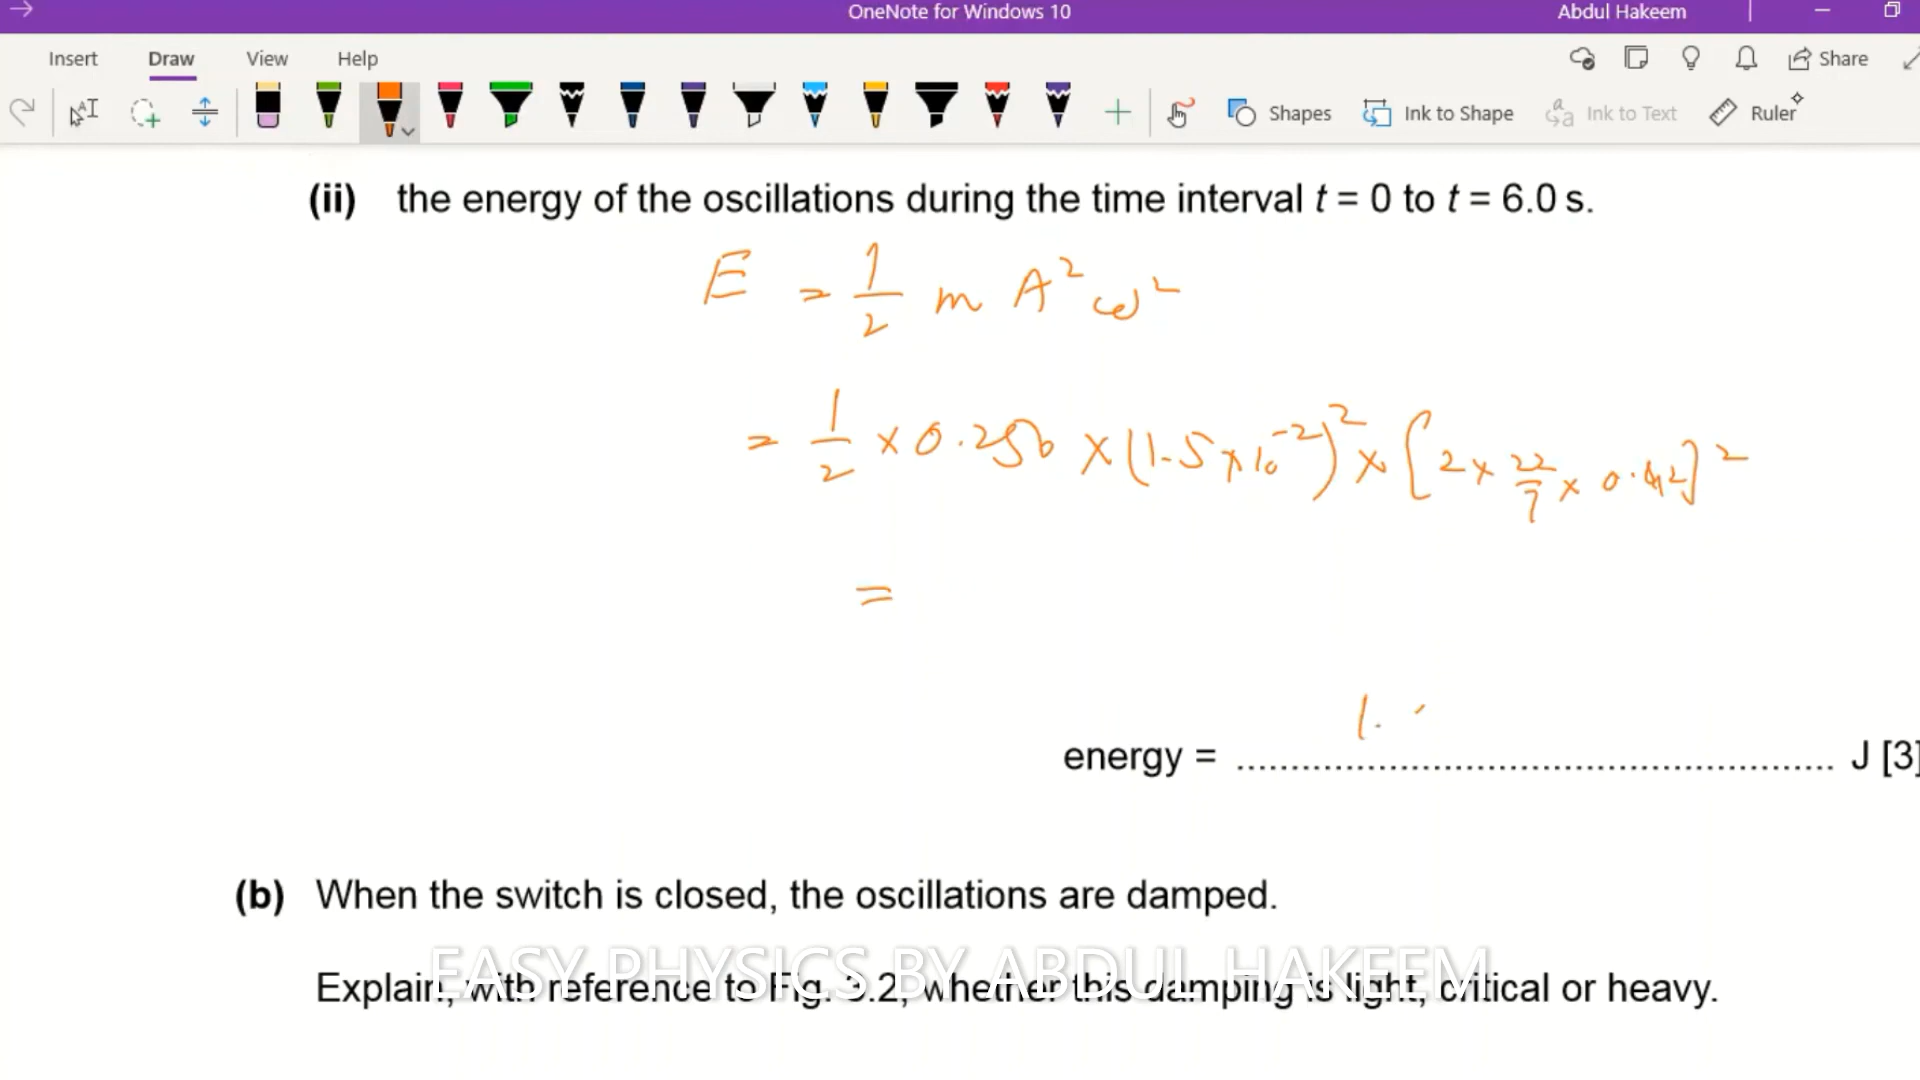 OneNote for Windows 10
Abdul Hakeem
Insert Draw View Help
Share
Shapes Ink to Shape Ink to Text Ruler
(ii) the energy of the oscillations during the time interval t = 0 to t = 6.0 s.
E = 1/2 m A² ω²
= 1/2 × 0.250 × (1.5 × 10⁻²)² × [2 × 22/7 ×
=
1.
energy = ........................................................ J [3]
(b) When the switch is closed, the oscillations are damped.
EASY PHYSICS BY ABDUL HAKEEM
Explain, with reference to Fig. 3.2, whether this damping is light, critical or heavy.